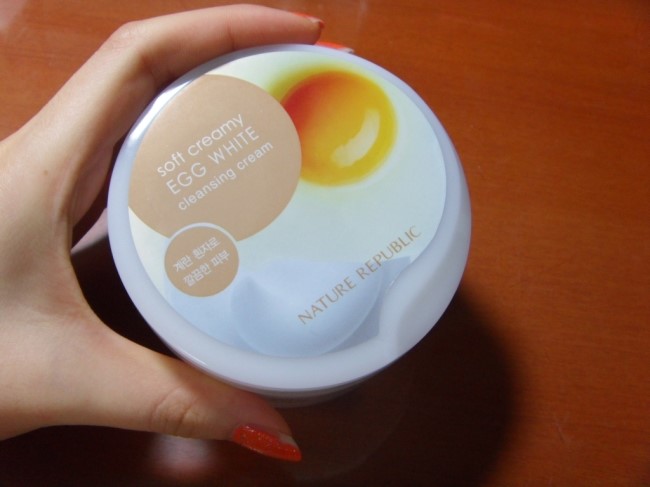 soft creamy
EGG WHITE
cleansing cream
계란 흰자로
깔끔한 피부
NATURE REPUBLIC